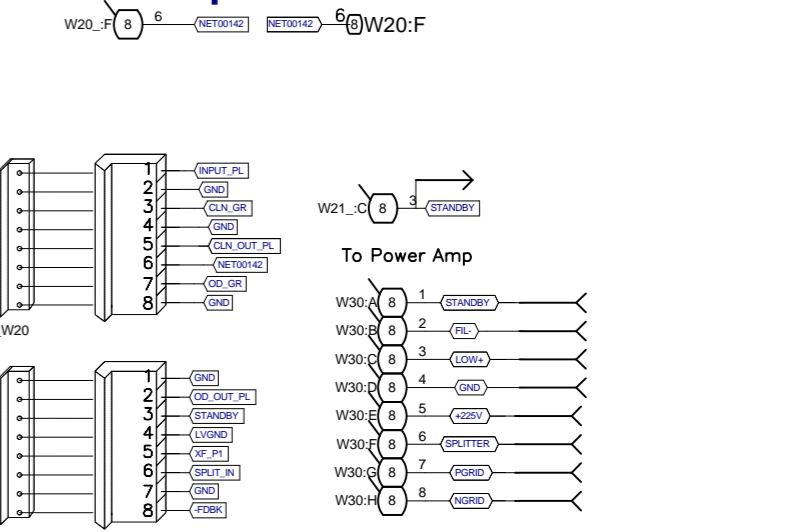 W20_:F 8 6 NET00142 NET00142 6 8 W20:F
1 INPUT_PL
2 GND
3 CLN_GR
4 GND
5 CLN_OUT_PL
6 NET00142
7 OD_GR
8 GND
W20
1 GND
2 OD_OUT_PL
3 STANDBY
4 LVGND
5 XF_P1
6 SPLIT_IN
7 GND
8 -FDBK
W21_:C 8 3 STANDBY
To Power Amp
W30:A 8 1 STANDBY
W30:B 8 2 FIL-
W30:C 8 3 LOW+
W30:D 8 4 GND
W30:E 8 5 +225V
W30:F 8 6 SPLITTER
W30:G 8 7 PGRID
W30:H 8 8 NGRID